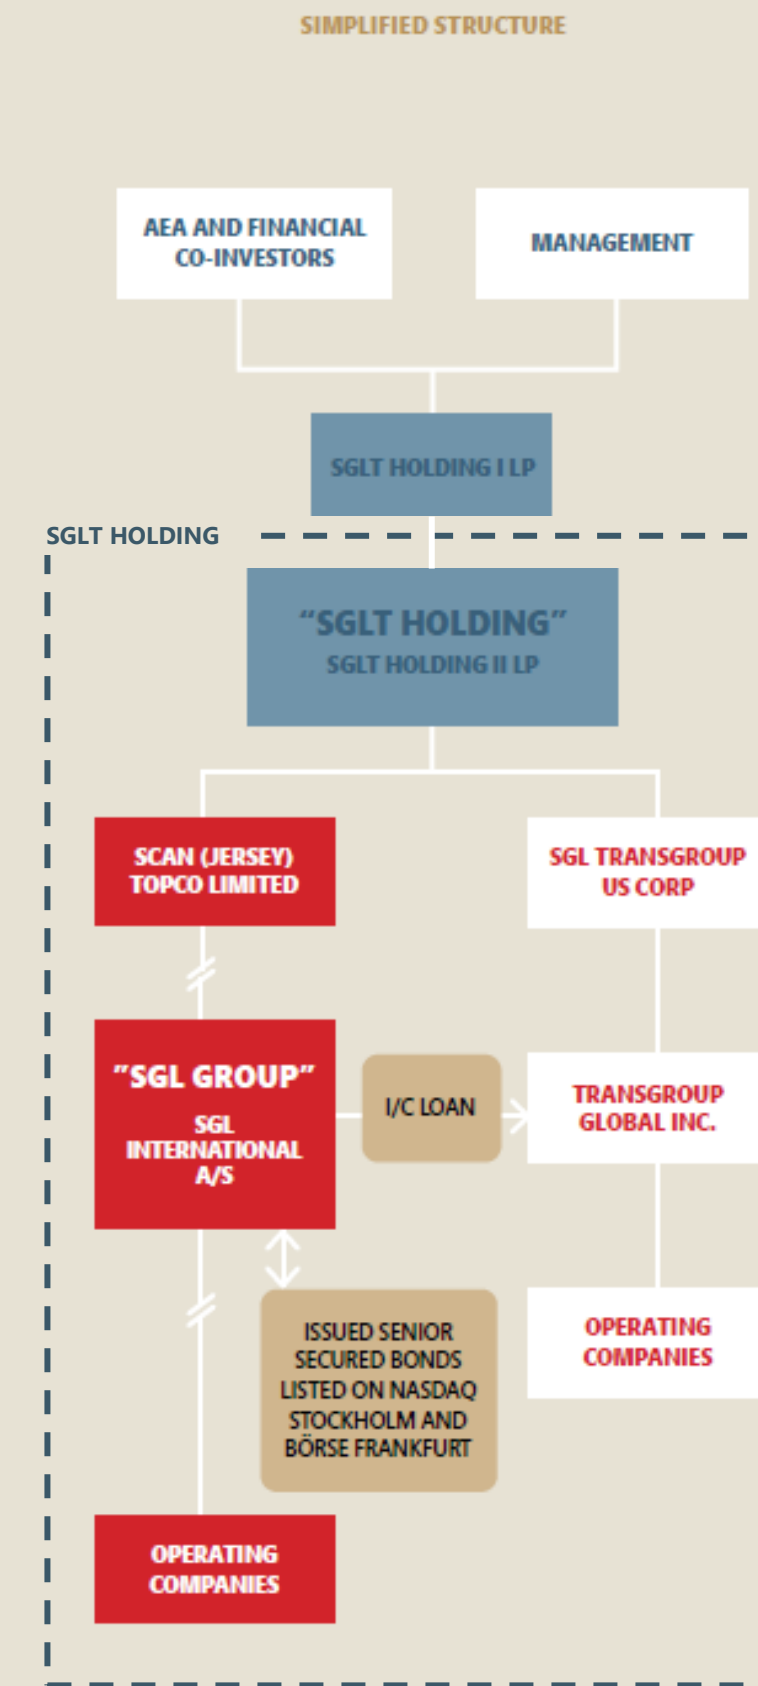 SIMPLIFIED STRUCTURE
AEA AND FINANCIAL
CO-INVESTORS
MANAGEMENT
SGLT HOLDING I LP
SGLT HOLDING
“SGLT HOLDING”
SGLT HOLDING II LP
SCAN (JERSEY)
TOPCO LIMITED
SGL TRANSGROUP
US CORP
”SGL GROUP”
SGL
INTERNATIONAL
A/S
I/C LOAN
TRANSGROUP
GLOBAL INC.
ISSUED SENIOR
SECURED BONDS
LISTED ON NASDAQ
STOCKHOLM AND
BÖRSE FRANKFURT
OPERATING
COMPANIES
OPERATING
COMPANIES